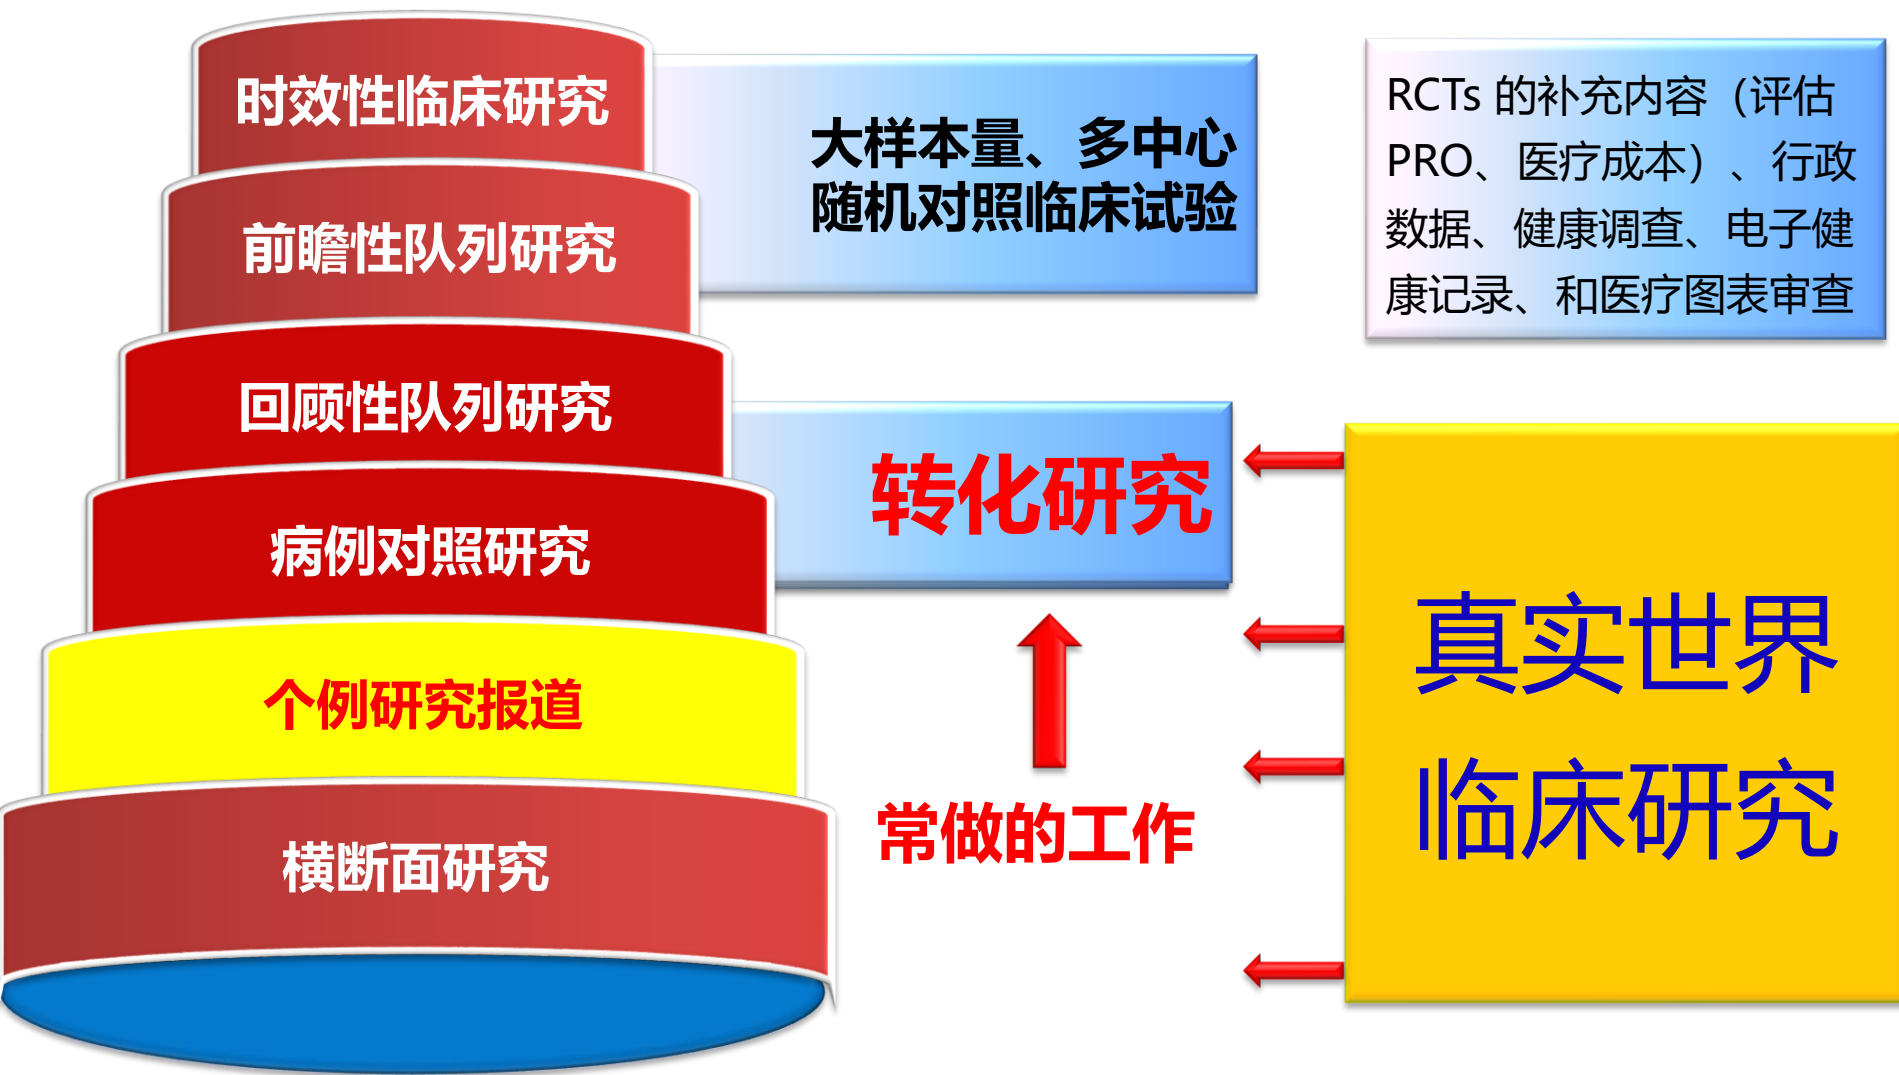 时效性临床研究
前瞻性队列研究
回顾性队列研究
病例对照研究
个例研究报道
横断面研究
大样本量、多中心
随机对照临床试验
转化研究
常做的工作
RCTs 的补充内容（评估
PRO、医疗成本）、行政
数据、健康调查、电子健
康记录、和医疗图表审查
真实世界
临床研究